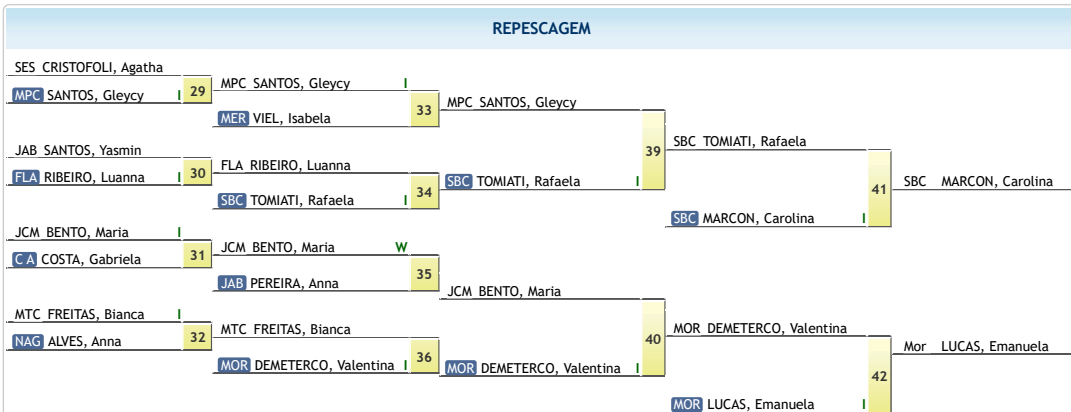 REPESCAGEM
SES CRISTOFOLI, Agatha
MPC SANTOS, Gleycy I
29
MPC SANTOS, Gleycy I
MER VIEL, Isabela
33
MPC SANTOS, Gleycy
JAB SANTOS, Yasmin
FLA RIBEIRO, Luanna I
30
FLA RIBEIRO, Luanna
SBC TOMIATI, Rafaela I
34
SBC TOMIATI, Rafaela I
39
SBC TOMIATI, Rafaela
SBC MARCON, Carolina I
41
SBC MARCON, Carolina
JCM BENTO, Maria I
C A COSTA, Gabriela
31
JCM BENTO, Maria W
JAB PEREIRA, Anna
35
JCM BENTO, Maria
MTC FREITAS, Bianca I
NAG ALVES, Anna
32
MTC FREITAS, Bianca
MOR DEMETERCO, Valentina I
36
MOR DEMETERCO, Valentina I
40
MOR DEMETERCO, Valentina
MOR LUCAS, Emanuela I
42
Mor LUCAS, Emanuela